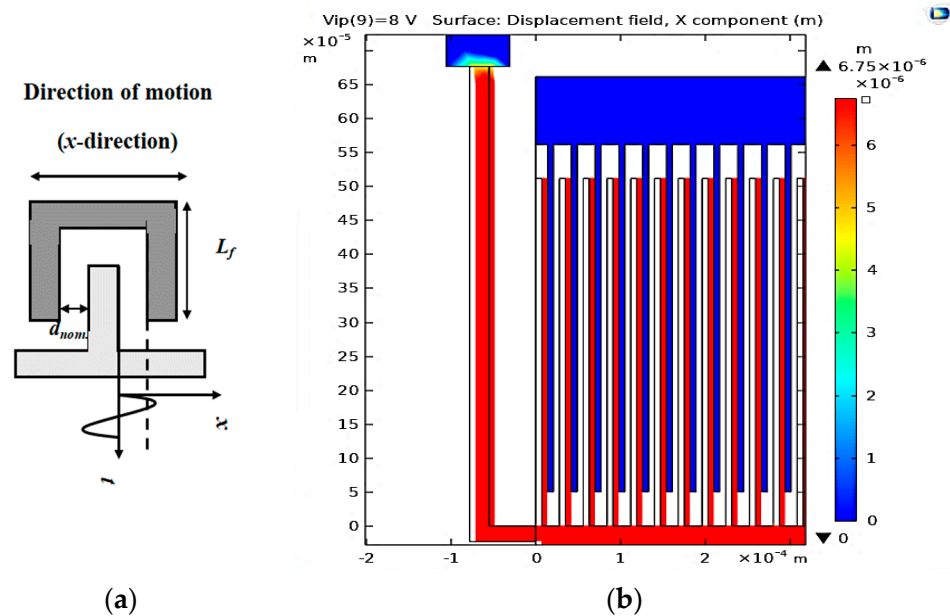 Vip(9)=8 V   Surface: Displacement field, X component (m)
×10⁻⁵
m
65
60
55
50
45
40
35
30
25
20
15
10
5
0
-2
-1
0
1
2
×10⁻⁴ m
m
6.75×10⁻⁶
×10⁻⁶
6
5
4
3
2
1
0
0
Direction of motion
(x-direction)
L_f
d_nom.
x
t
(a)
(b)